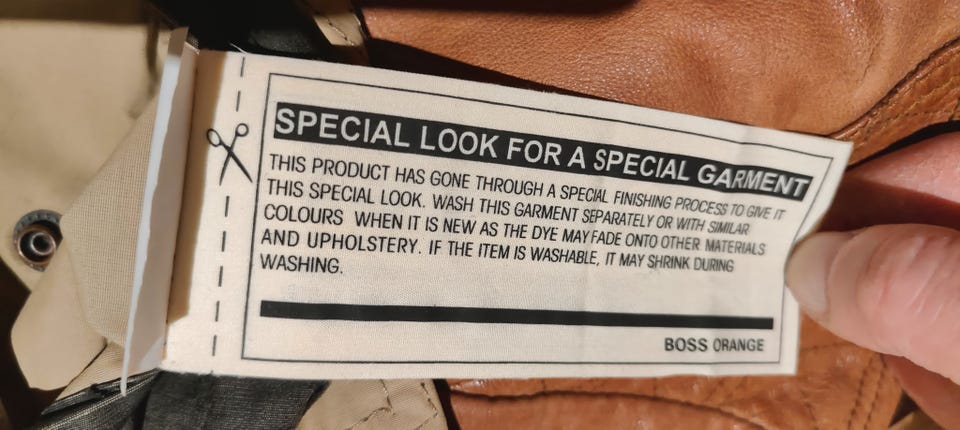 SPECIAL LOOK FOR A SPECIAL GARMENT
THIS PRODUCT HAS GONE THROUGH A SPECIAL FINISHING PROCESS TO GIVE IT
THIS SPECIAL LOOK. WASH THIS GARMENT SEPARATELY OR WITH SIMILAR
COLOURS WHEN IT IS NEW AS THE DYE MAY FADE ONTO OTHER MATERIALS
AND UPHOLSTERY. IF THE ITEM IS WASHABLE, IT MAY SHRINK DURING
WASHING.
BOSS ORANGE